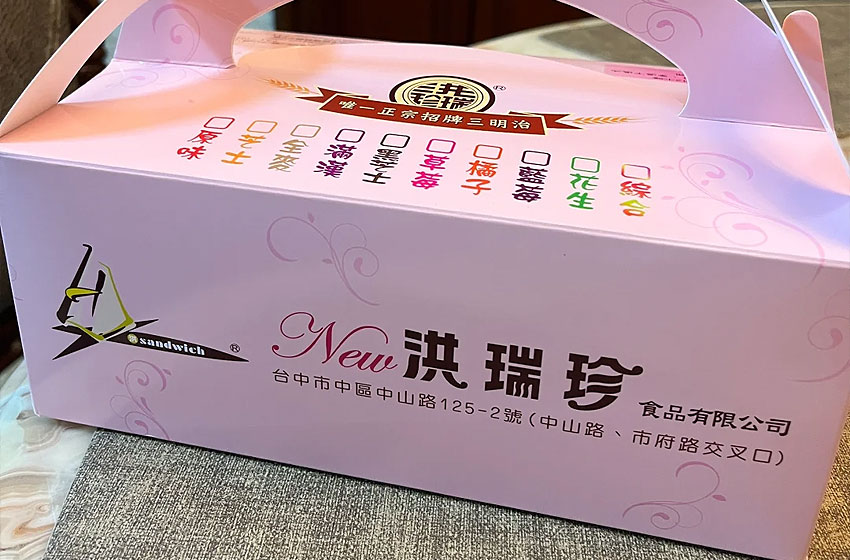 洪瑞珍®
唯一正宗招牌三明治
原味
芝士
全麥
滿漢
黑芝士
草莓
橘子
藍莓
花生
綜合
sandwich ®
New 洪瑞珍 食品有限公司
台中市中區中山路125-2號(中山路、市府路交叉口)